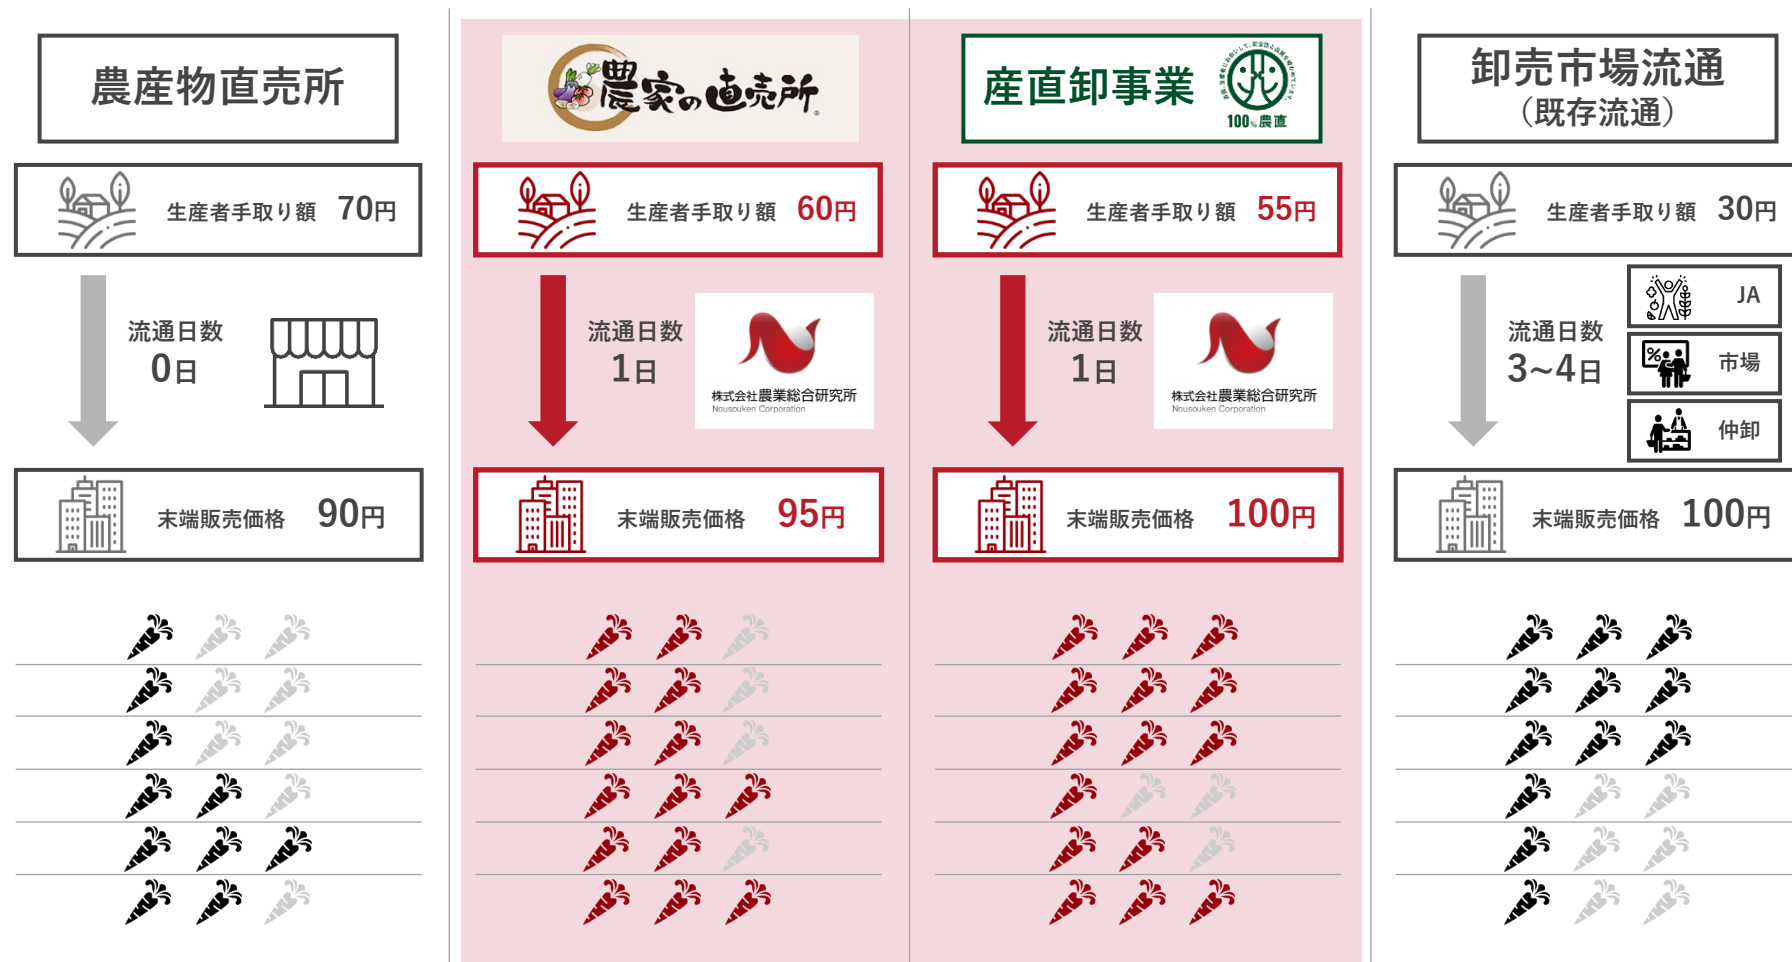 農産物直売所
生産者手取り額 70円
流通日数
0日
末端販売価格 90円
農家の直売所
生産者手取り額 60円
流通日数
1日
株式会社農業総合研究所
Nousouken Corporation
末端販売価格 95円
産直卸事業
100%農直
生産者手取り額 55円
流通日数
1日
株式会社農業総合研究所
Nousouken Corporation
末端販売価格 100円
卸売市場流通
（既存流通）
生産者手取り額 30円
流通日数
3~4日
JA
市場
仲卸
末端販売価格 100円